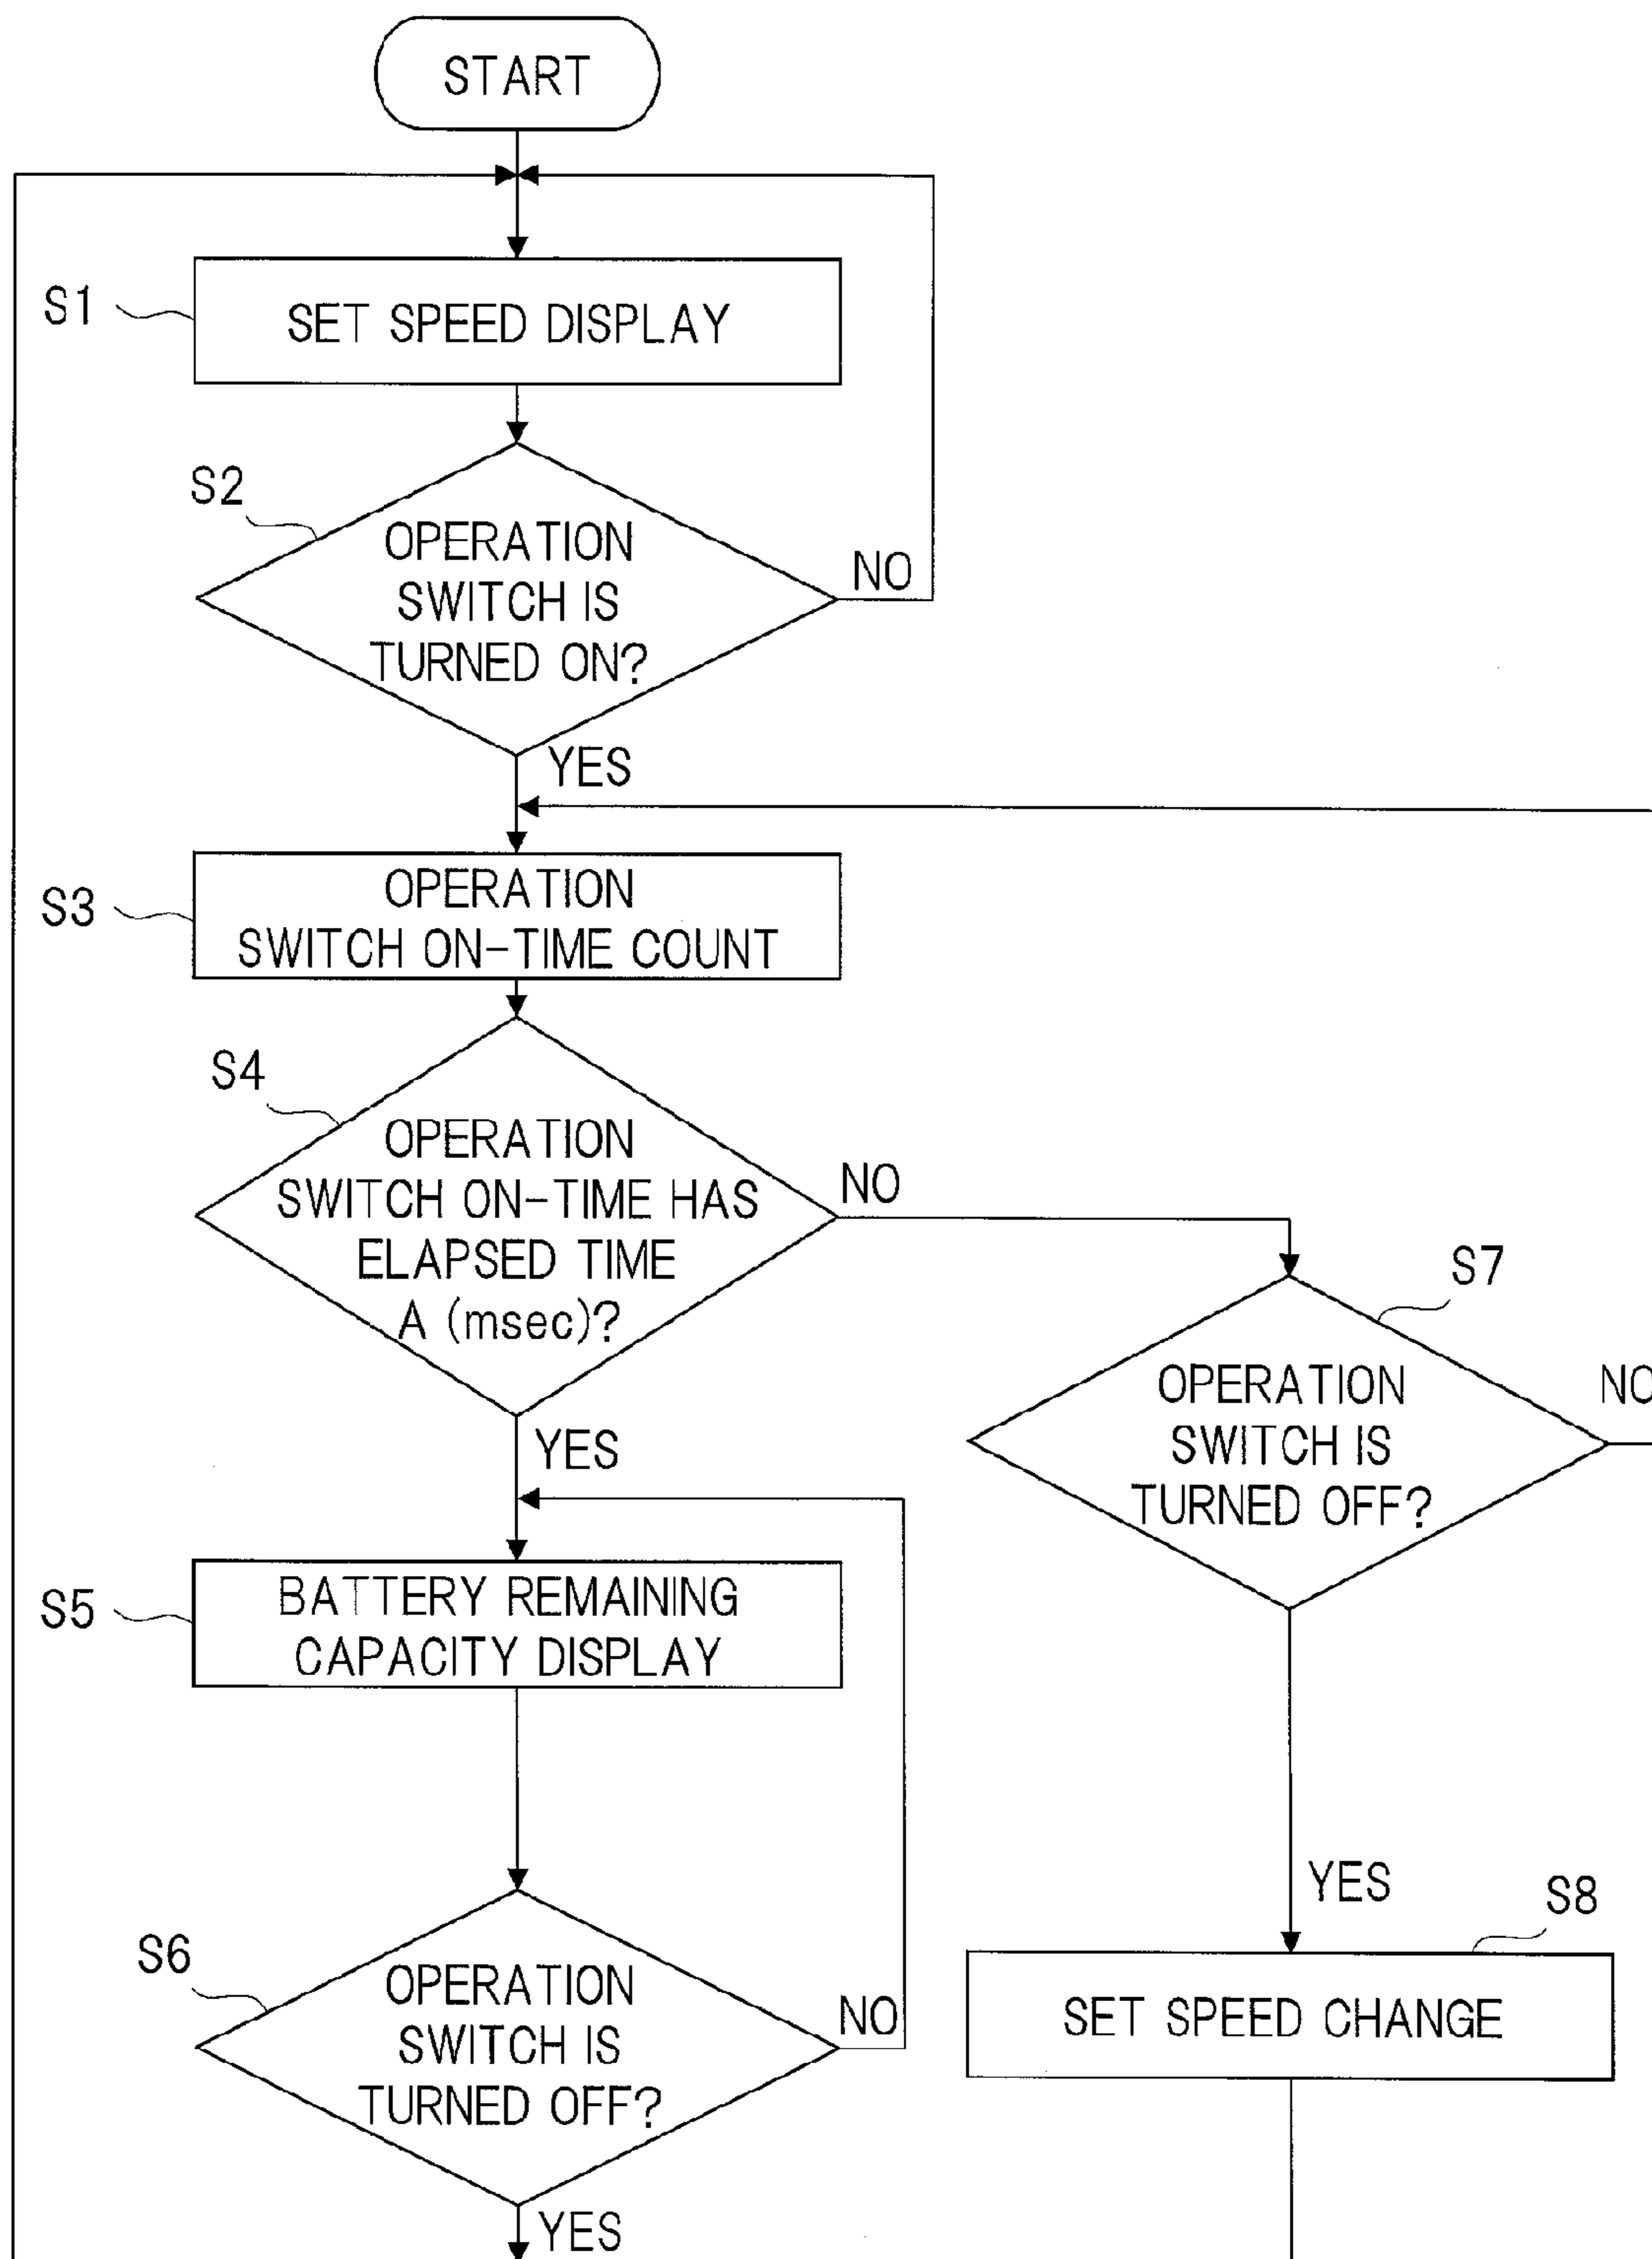 START
S1
SET SPEED DISPLAY
S2
OPERATION
SWITCH IS
TURNED ON?
NO
YES
S3
OPERATION
SWITCH ON-TIME COUNT
S4
OPERATION
SWITCH ON-TIME HAS
ELAPSED TIME
A (msec)?
NO
YES
S7
OPERATION
SWITCH IS
TURNED OFF?
NO
YES
S5
BATTERY REMAINING
CAPACITY DISPLAY
S6
OPERATION
SWITCH IS
TURNED OFF?
NO
YES
S8
SET SPEED CHANGE